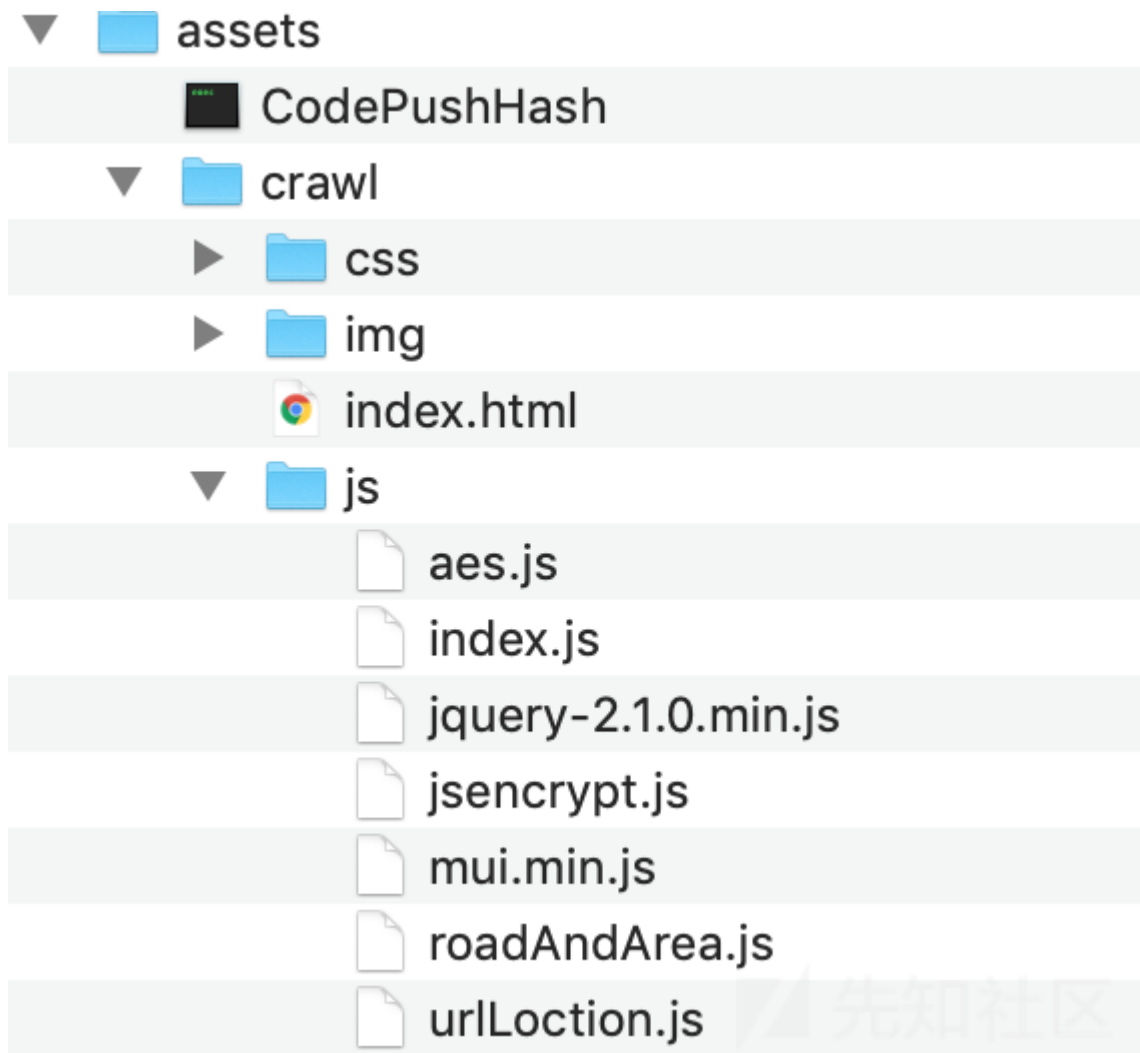 assets
CodePushHash
crawl
css
img
index.html
js
aes.js
index.js
jquery-2.1.0.min.js
jsencrypt.js
mui.min.js
roadAndArea.js
urlLoction.js
先知社区